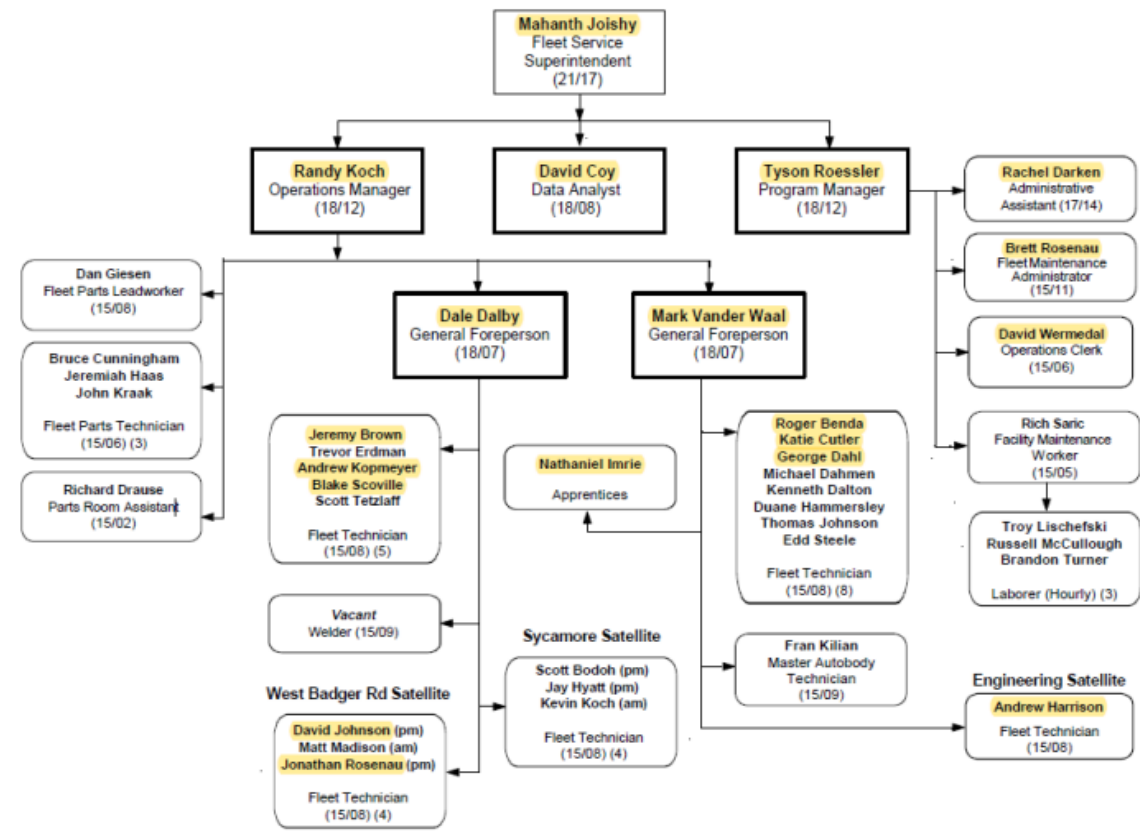 Mahanth Joishy
Fleet Service
Superintendent
(21/17)
Randy Koch
Operations Manager
(18/12)
David Coy
Data Analyst
(18/08)
Tyson Roessler
Program Manager
(18/12)
Rachel Darken
Administrative
Assistant (17/14)
Brett Rosenau
Fleet Maintenance
Administrator
(15/11)
David Wermedal
Operations Clerk
(15/06)
Rich Saric
Facility Maintenance
Worker
(15/05)
Troy Lischefski
Russell McCullough
Brandon Turner
Laborer (Hourly) (3)
Dan Giesen
Fleet Parts Leadworker
(15/08)
Bruce Cunningham
Jeremiah Haas
John Kraak
Fleet Parts Technician
(15/06) (3)
Richard Drause
Parts Room Assistant
(15/02)
Dale Dalby
General Foreperson
(18/07)
Mark Vander Waal
General Foreperson
(18/07)
Jeremy Brown
Trevor Erdman
Andrew Kopmeyer
Blake Scoville
Scott Tetzlaff
Fleet Technician
(15/08) (5)
Vacant
Welder (15/09)
West Badger Rd Satellite
David Johnson (pm)
Matt Madison (am)
Jonathan Rosenau (pm)
Fleet Technician
(15/08) (4)
Sycamore Satellite
Scott Bodoh (pm)
Jay Hyatt (pm)
Kevin Koch (am)
Fleet Technician
(15/08) (4)
Nathaniel Imrie
Apprentices
Roger Benda
Katie Cutler
George Dahl
Michael Dahmen
Kenneth Dalton
Duane Hammersley
Thomas Johnson
Edd Steele
Fleet Technician
(15/08) (8)
Fran Kilian
Master Autobody
Technician
(15/09)
Engineering Satellite
Andrew Harrison
Fleet Technician
(15/08)